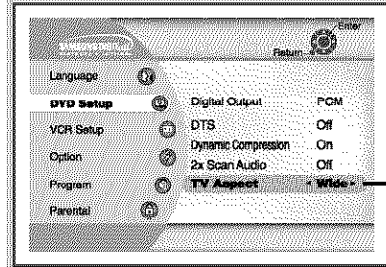 Enter
Return
Language
DVD Setup
VCR Setup
Option
Program
Parental
Digital Output PCM
DTS Off
Dynamic Compression On
2x Scan Audio Off
TV Aspect Wide